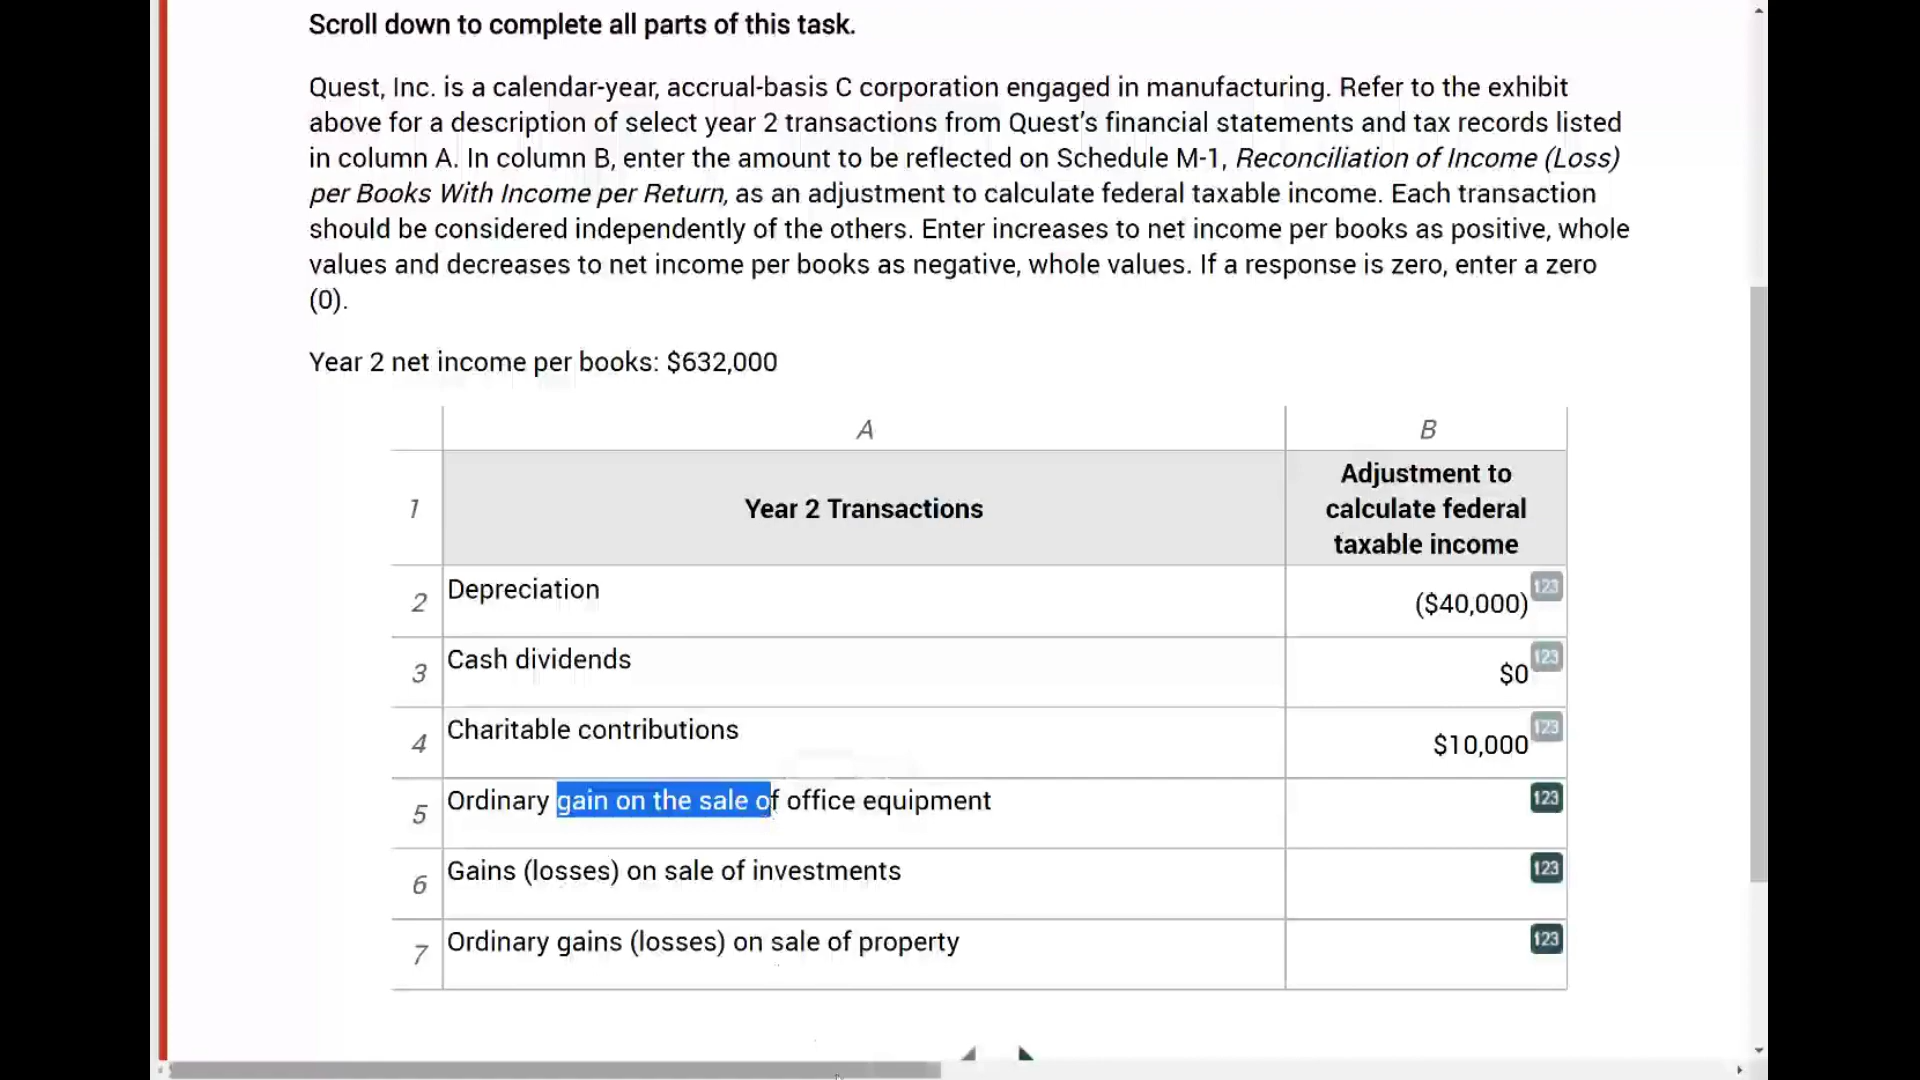 Scroll down to complete all parts of this task.
Quest, Inc. is a calendar-year, accrual-basis C corporation engaged in manufacturing. Refer to the exhibit
above for a description of select year 2 transactions from Quest's financial statements and tax records listed
in column A. In column B, enter the amount to be reflected on Schedule M-1, Reconciliation of Income (Loss)
per Books With Income per Return, as an adjustment to calculate federal taxable income. Each transaction
should be considered independently of the others. Enter increases to net income per books as positive, whole
values and decreases to net income per books as negative, whole values. If a response is zero, enter a zero
(0).
Year 2 net income per books: $632,000
A B
1 Year 2 Transactions Adjustment to
calculate federal
taxable income
2 Depreciation ($40,000) 123
3 Cash dividends $0 123
4 Charitable contributions $10,000 123
5 Ordinary gain on the sale of office equipment 123
6 Gains (losses) on sale of investments 123
7 Ordinary gains (losses) on sale of property 123